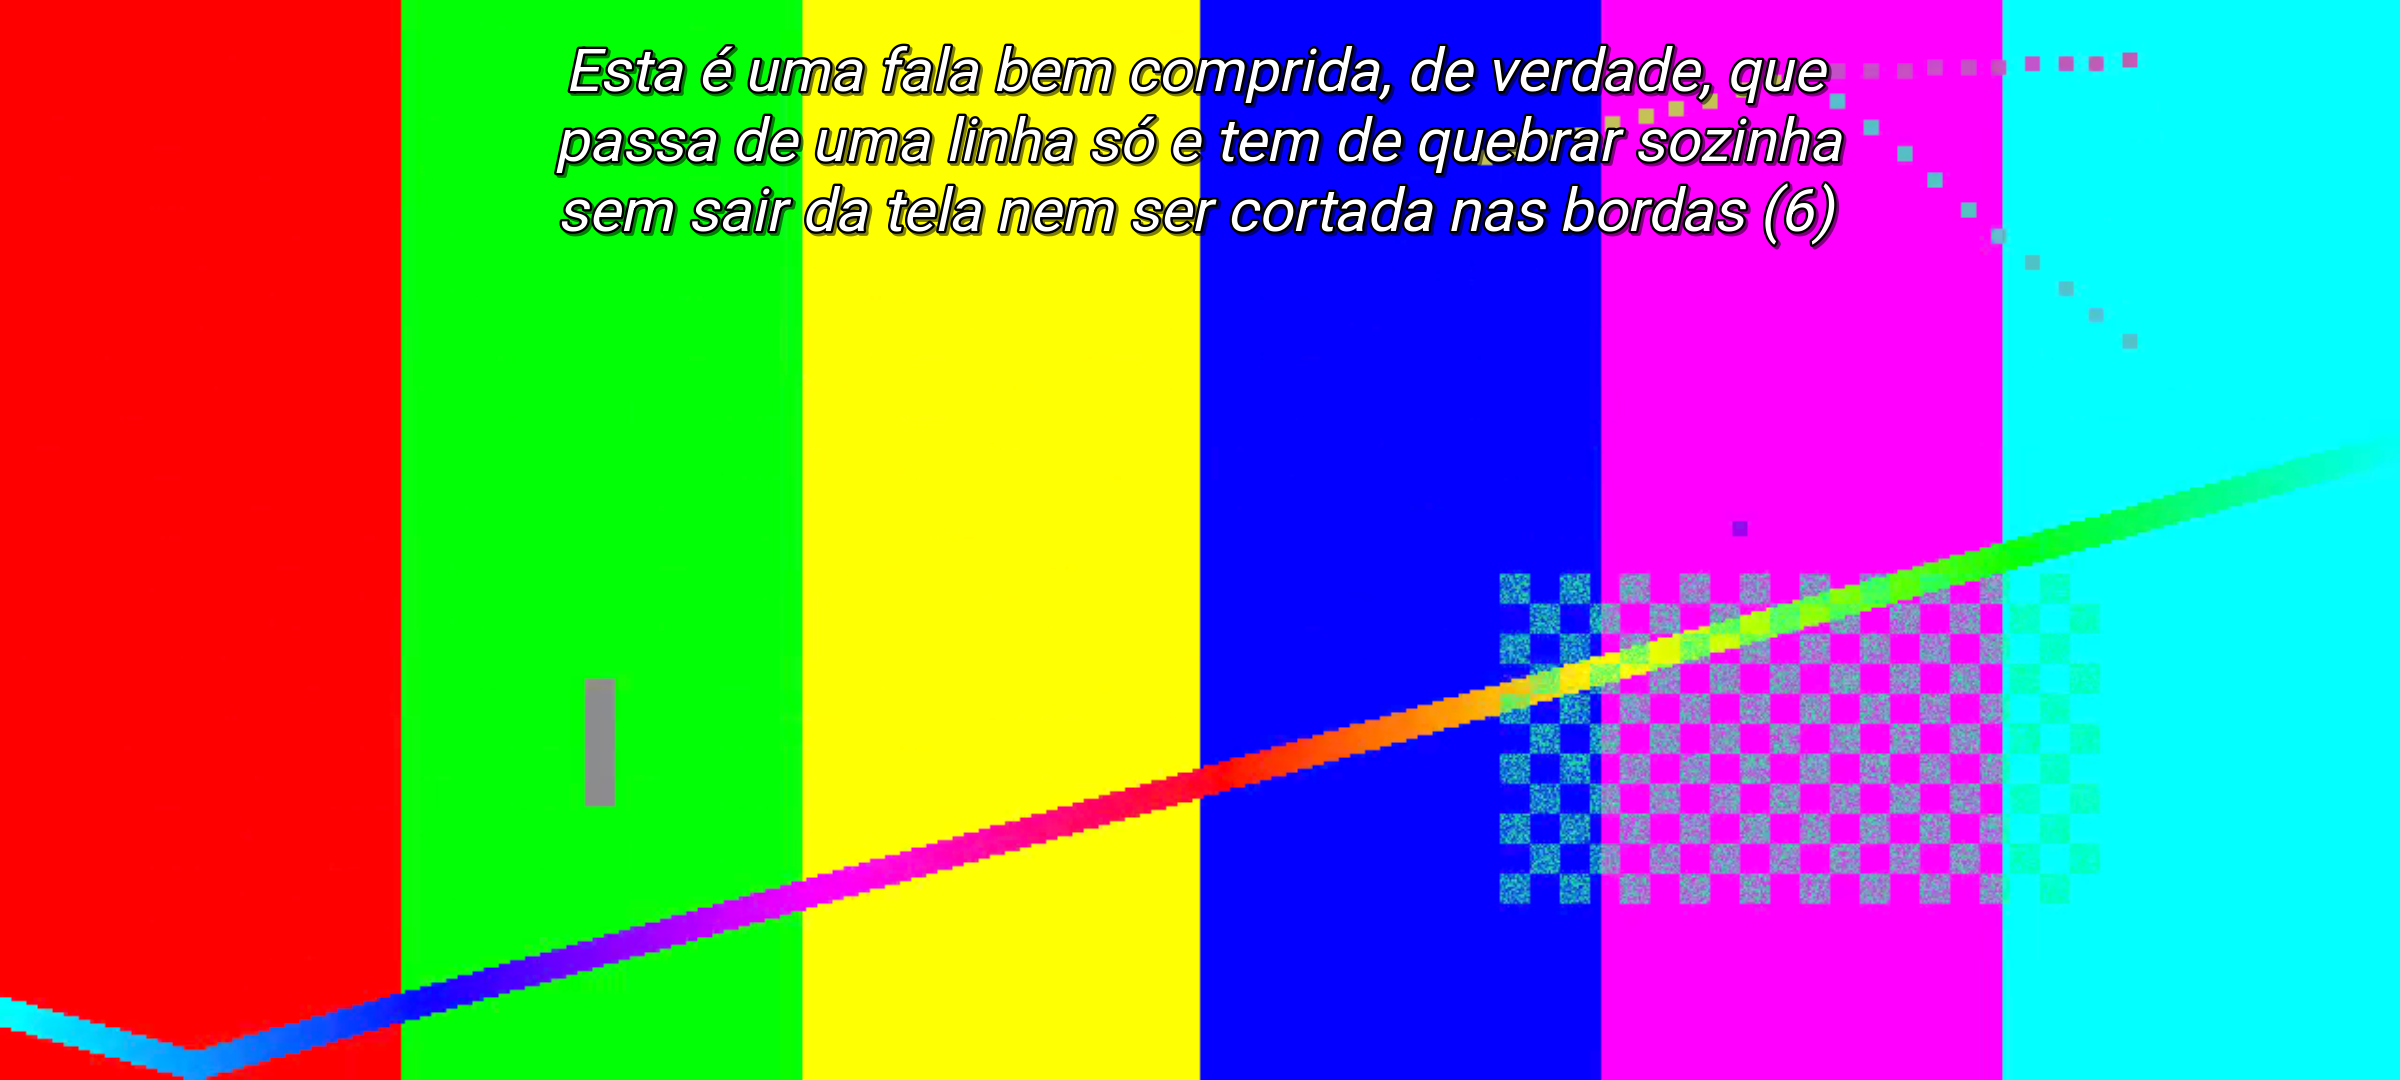 Esta é uma fala bem comprida, de verdade, que
passa de uma linha só e tem de quebrar sozinha
sem sair da tela nem ser cortada nas bordas (6)